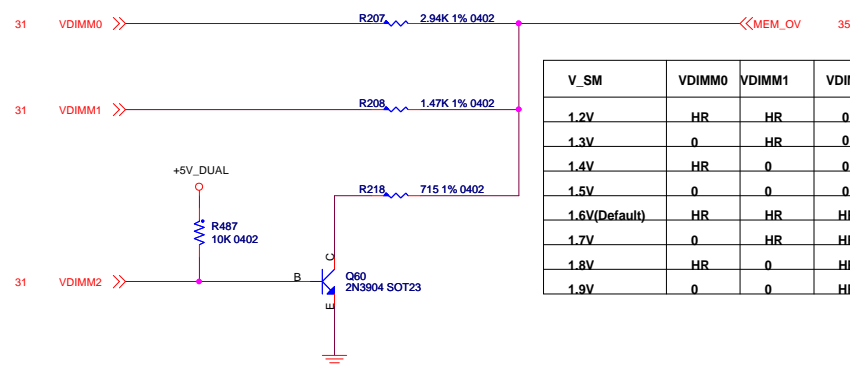 31 VDIMM0 R207 2.94K 1% 0402 MEM_OV 35
31 VDIMM1 R208 1.47K 1% 0402
+5V_DUAL
R218 715 1% 0402
R487
10K 0402
31 VDIMM2 B C E
Q60
2N3904 SOT23
V_SM VDIMM0 VDIMM1
1.2V HR HR 0
1.3V 0 HR 0
1.4V HR 0 0
1.5V 0 0 0
1.6V(Default) HR HR
1.7V 0 HR
1.8V HR 0
1.9V 0 0